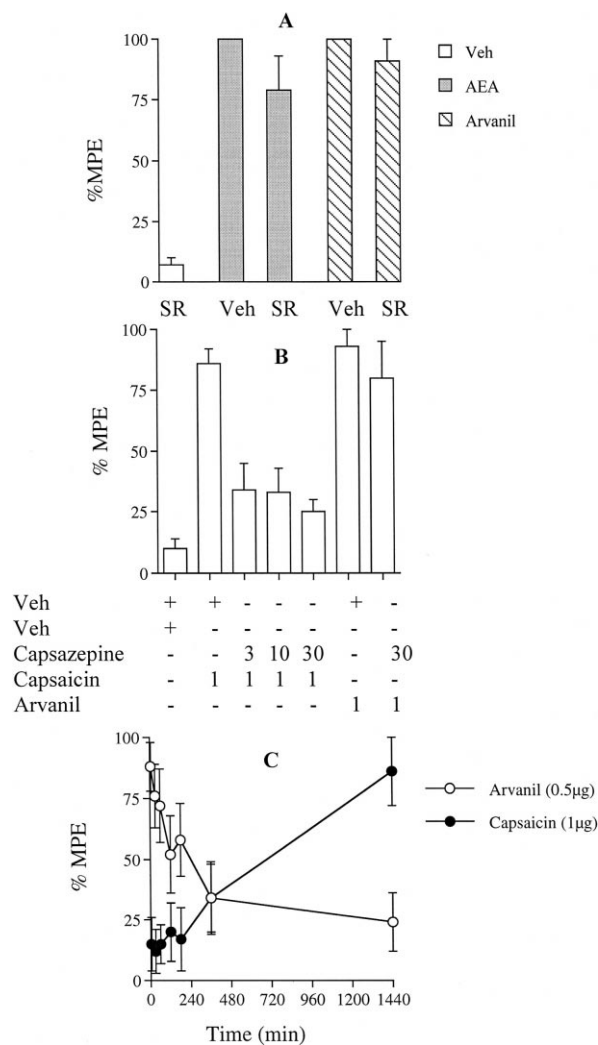 A
100
75
50
25
0
%MPE
Veh
AEA
Arvanil
SR Veh SR Veh SR
B
100
75
50
25
0
% MPE
Veh + + - - - + -
Veh + - - - - - -
Capsazepine - - 3 10 30 - 30
Capsaicin - 1 1 1 1 - -
Arvanil - - - - - 1 1
C
100
75
50
25
0
% MPE
Arvanil (0.5μg)
Capsaicin (1μg)
0 240 480 720 960 1200 1440
Time (min)